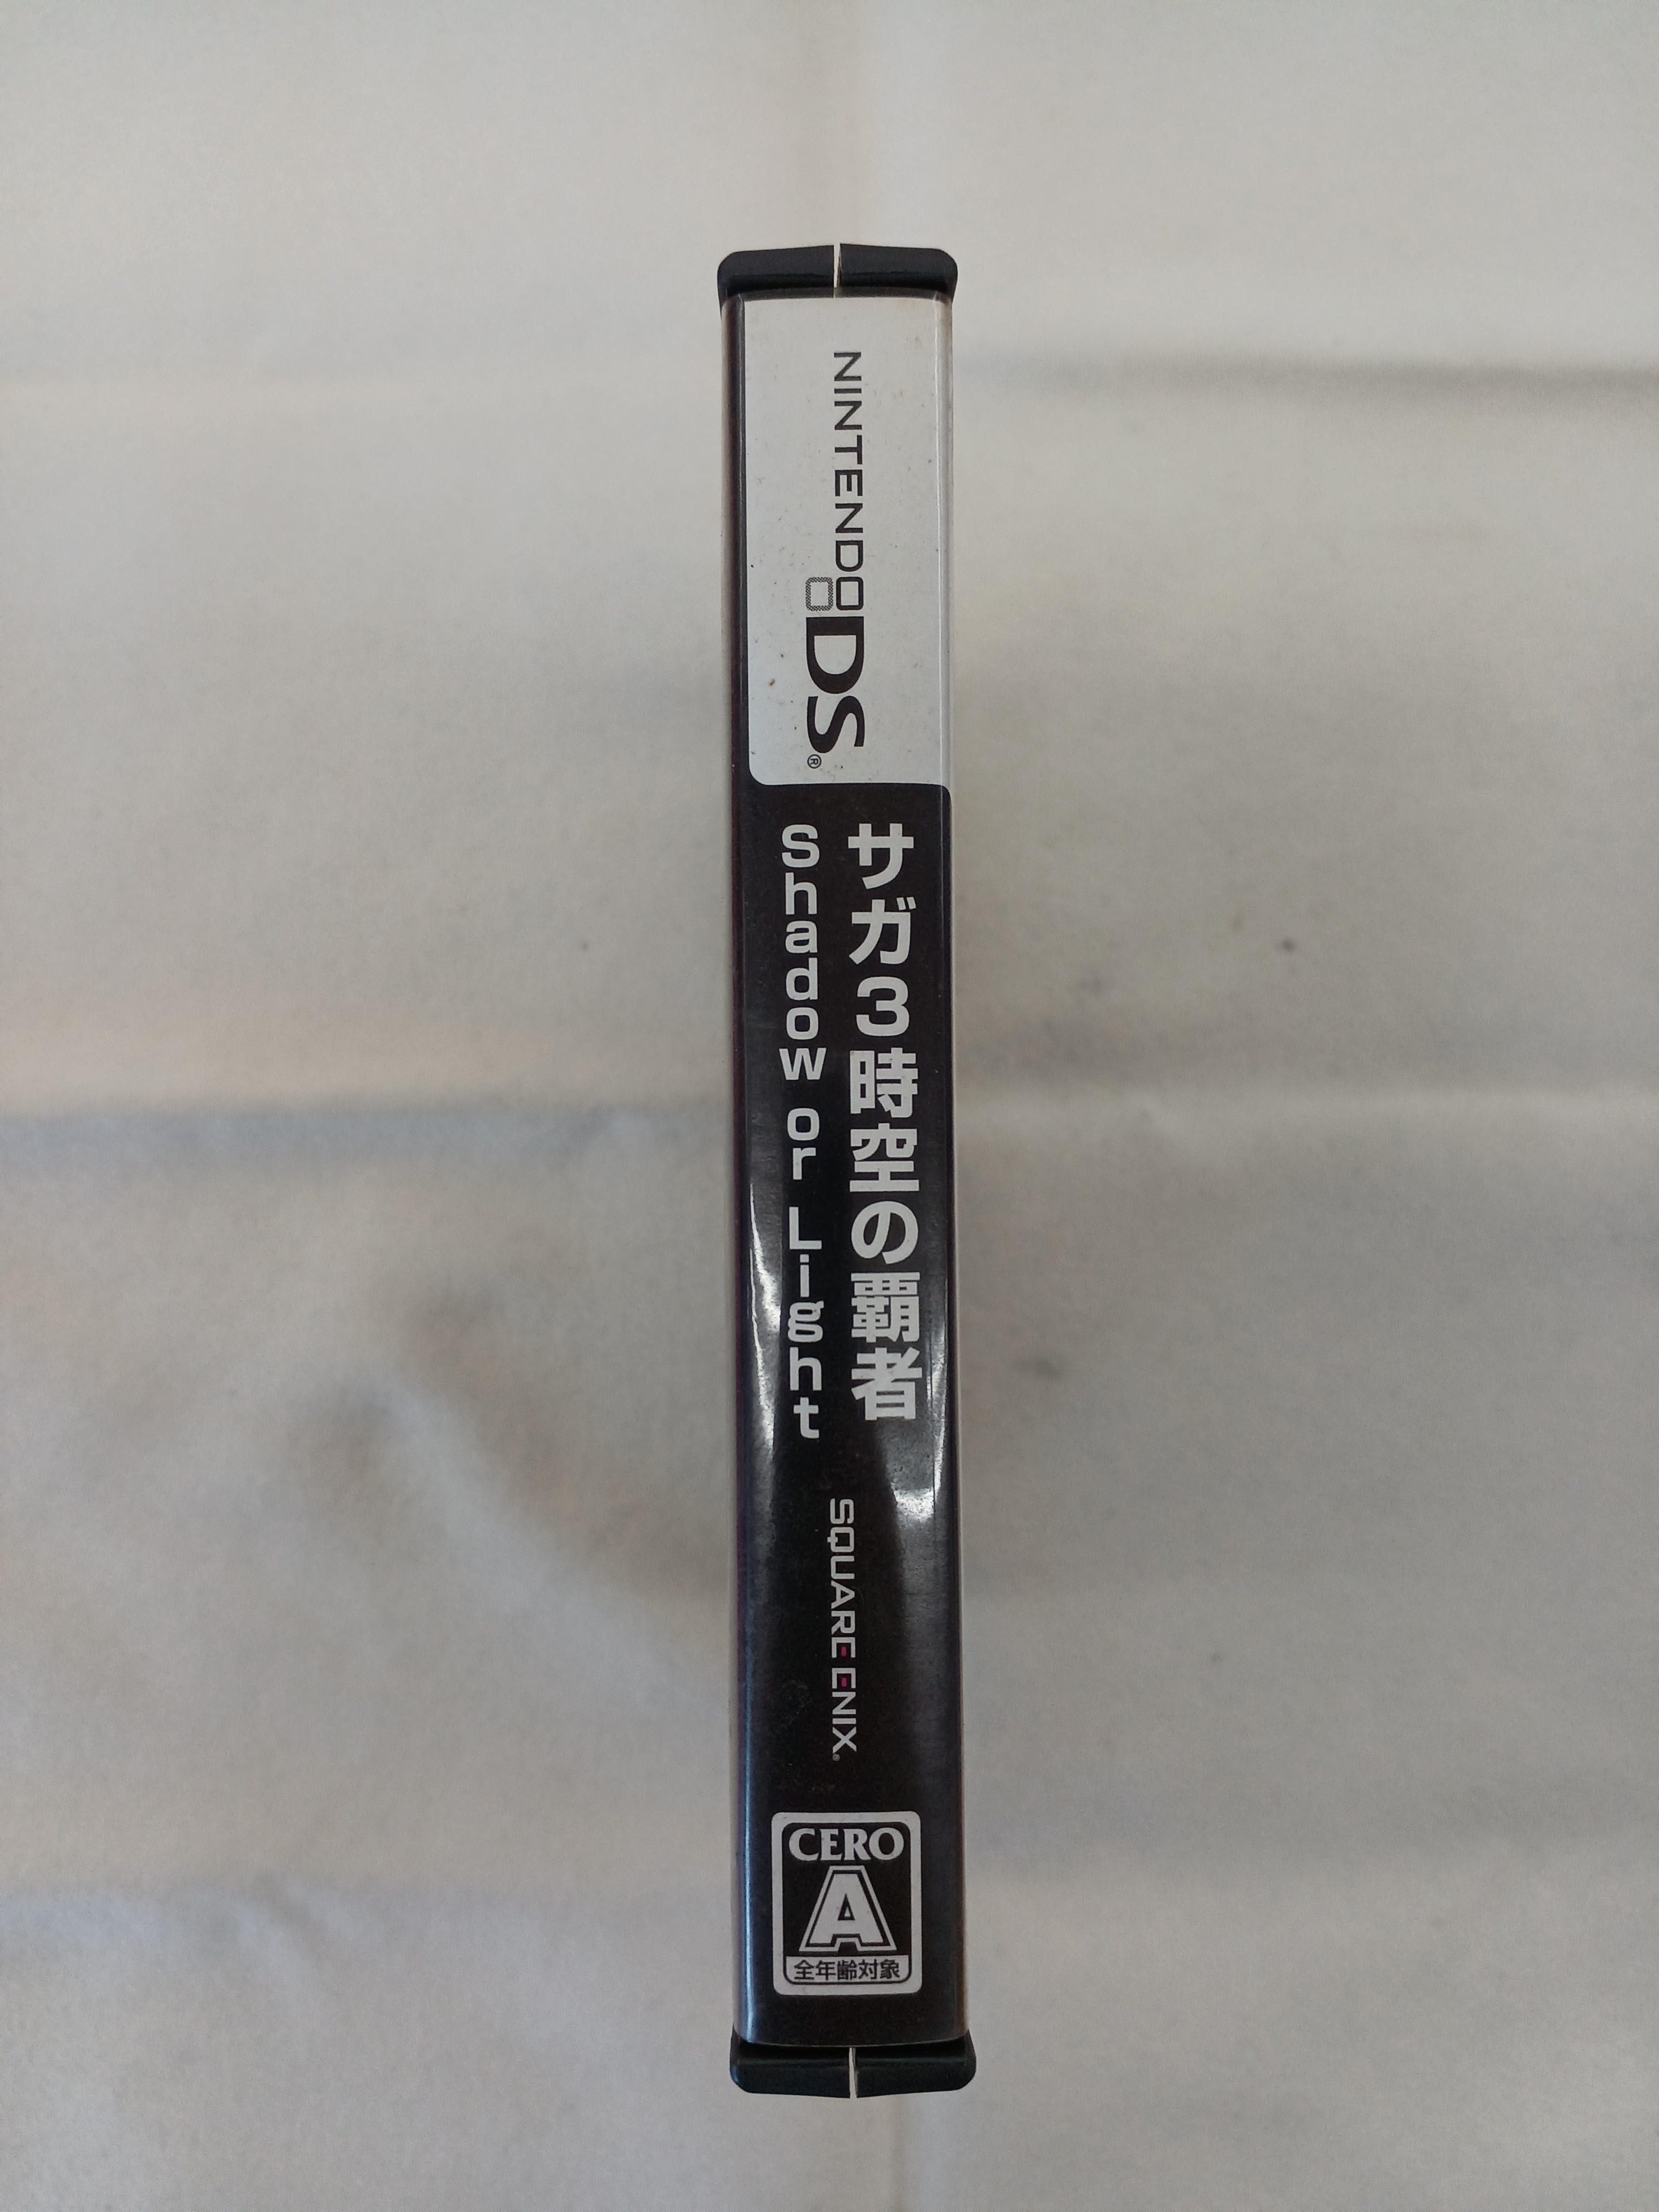 NINTENDO DS®
サガ3時空の覇者
Shadow or Light
SQUARE ENIX®
CERO
A
全年齢対象